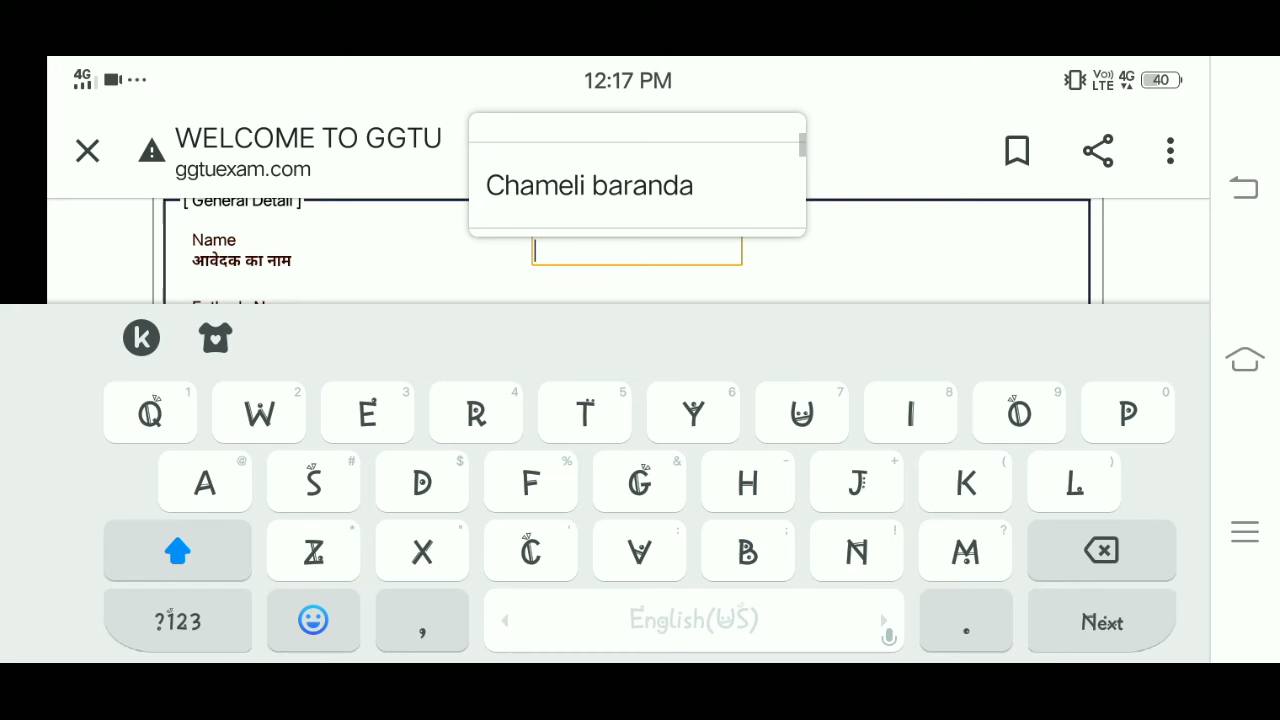 4G 12:17 PM Vo) LTE 4G 40
WELCOME TO GGTU
ggtuexam.com
Chameli baranda
[ General Detail ]
Name
आवेदक का नाम
k
Q 1 W 2 E 3 R 4 T 5 Y 6 U 7 I 8 O 9 P 0
A @ S # D $ F % G & H - J + K ( L )
Z * X " C ' V : B ; N ! M ?
?123 , English(US) . Next